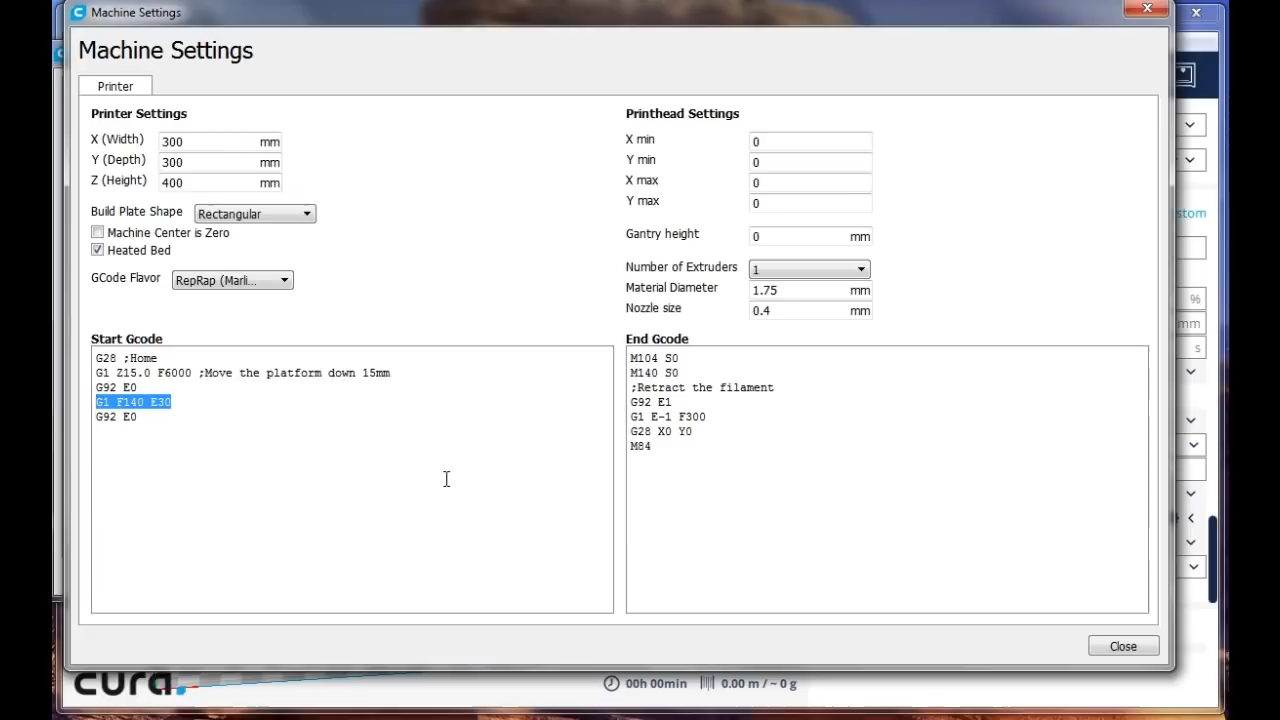 Machine Settings
Machine Settings
Printer
Printer Settings
X (Width) 300 mm
Y (Depth) 300 mm
Z (Height) 400 mm
Build Plate Shape Rectangular
Machine Center is Zero
Heated Bed
GCode Flavor RepRap (Marli...
Printhead Settings
X min 0
Y min 0
X max 0
Y max 0
Gantry height 0 mm
Number of Extruders 1
Material Diameter 1.75 mm
Nozzle size 0.4 mm
Start Gcode
G28 ;Home
G1 Z15.0 F6000 ;Move the platform down 15mm
G92 E0
G1 F140 E30
G92 E0
End Gcode
M104 S0
M140 S0
;Retract the filament
G92 E1
G1 E-1 F300
G28 X0 Y0
M84
Close
stom
%
mm
s
cura.
00h 00min 0.00 m / ~ 0 g